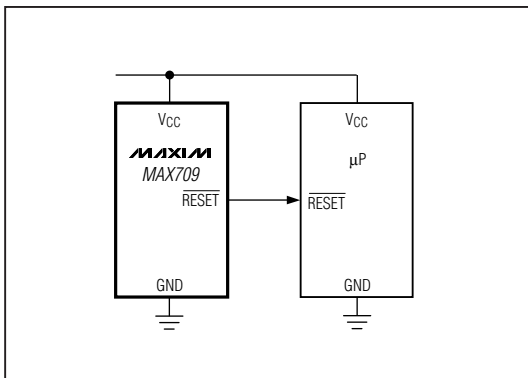 VCC
MAXIM
MAX709
RESET
GND
VCC
µP
RESET
GND